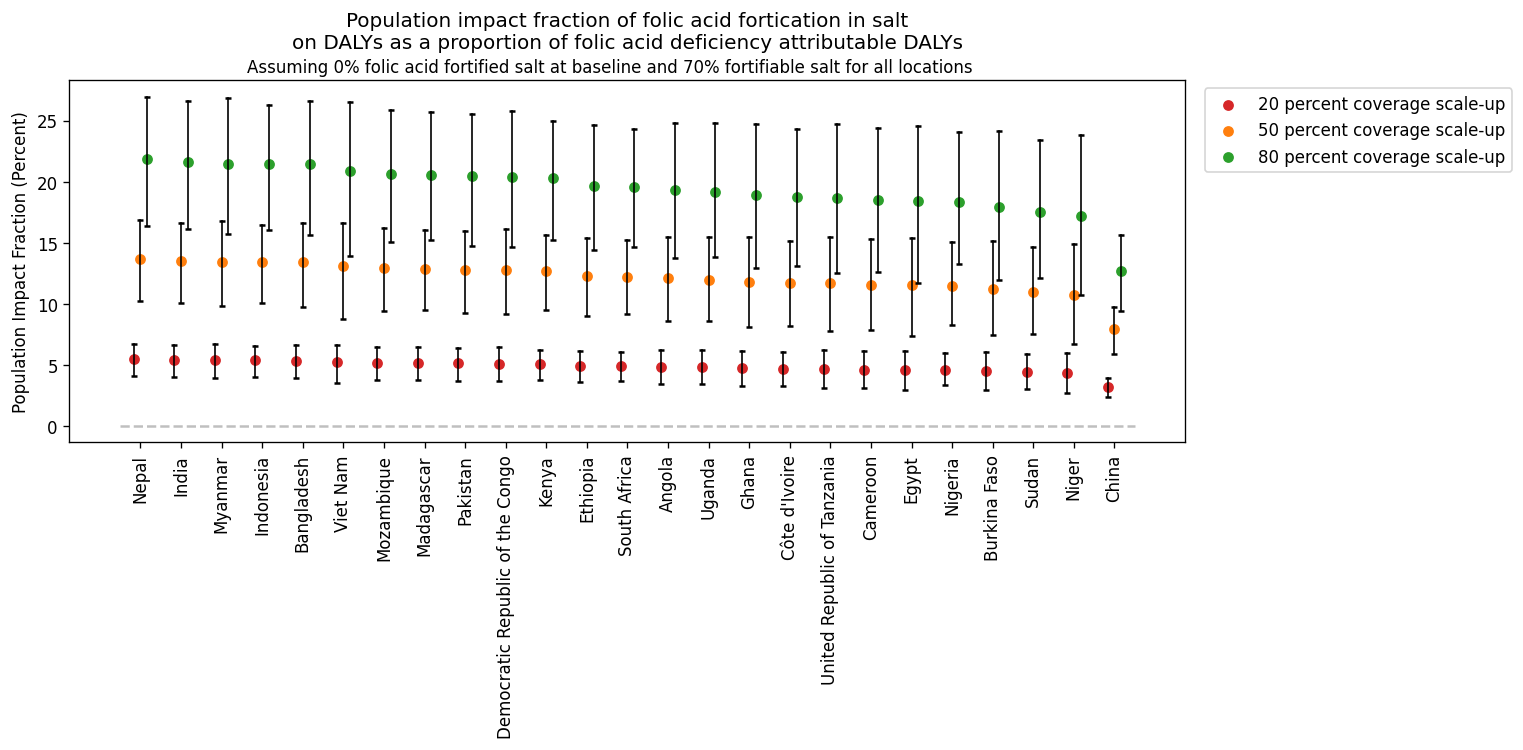 Population impact fraction of folic acid fortication in salt
on DALYs as a proportion of folic acid deficiency attributable DALYs
Assuming 0% folic acid fortified salt at baseline and 70% fortifiable salt for all locations
Population Impact Fraction (Percent)
25
20
15
10
5
0
20 percent coverage scale-up
50 percent coverage scale-up
80 percent coverage scale-up
Nepal
India
Myanmar
Indonesia
Bangladesh
Viet Nam
Mozambique
Madagascar
Pakistan
Democratic Republic of the Congo
Kenya
Ethiopia
South Africa
Angola
Uganda
Ghana
Côte d'Ivoire
United Republic of Tanzania
Cameroon
Egypt
Nigeria
Burkina Faso
Sudan
Niger
China